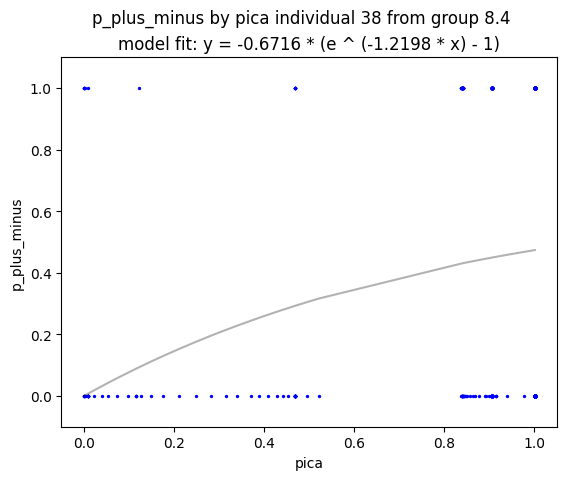 p_plus_minus by pica individual 38 from group 8.4
model fit: y = -0.6716 * (e ^ (-1.2198 * x) - 1)
1.0
0.8
0.6
0.4
0.2
0.0
p_plus_minus
0.0 0.2 0.4 0.6 0.8 1.0
pica